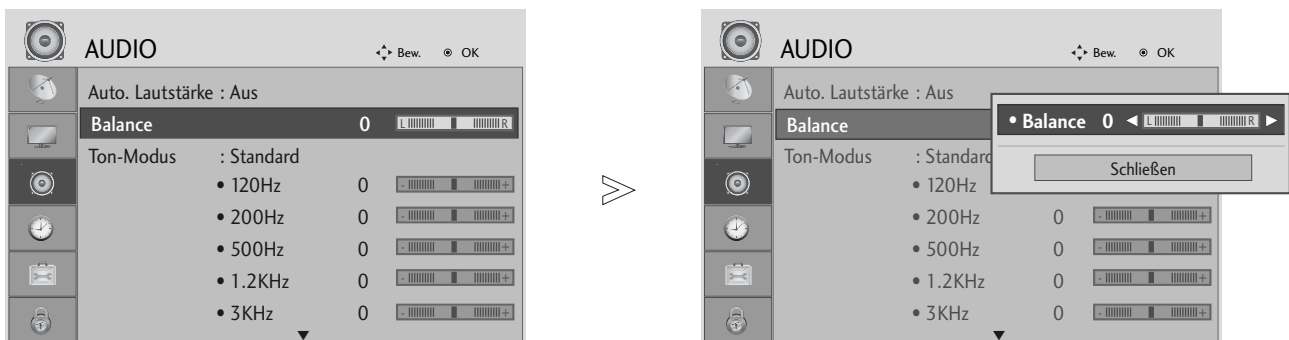 AUDIO
Bew. OK
Auto. Lautstärke : Aus
Balance 0 L R
Ton-Modus : Standard
• 120Hz 0 - +
• 200Hz 0 - +
• 500Hz 0 - +
• 1.2KHz 0 - +
• 3KHz 0 - +
AUDIO
Bew. OK
Auto. Lautstärke : Aus
Balance
Ton-Modus : Standard
• 120Hz
• 200Hz 0 - +
• 500Hz 0 - +
• 1.2KHz 0 - +
• 3KHz 0 - +
• Balance 0 ◄ L R ►
Schließen